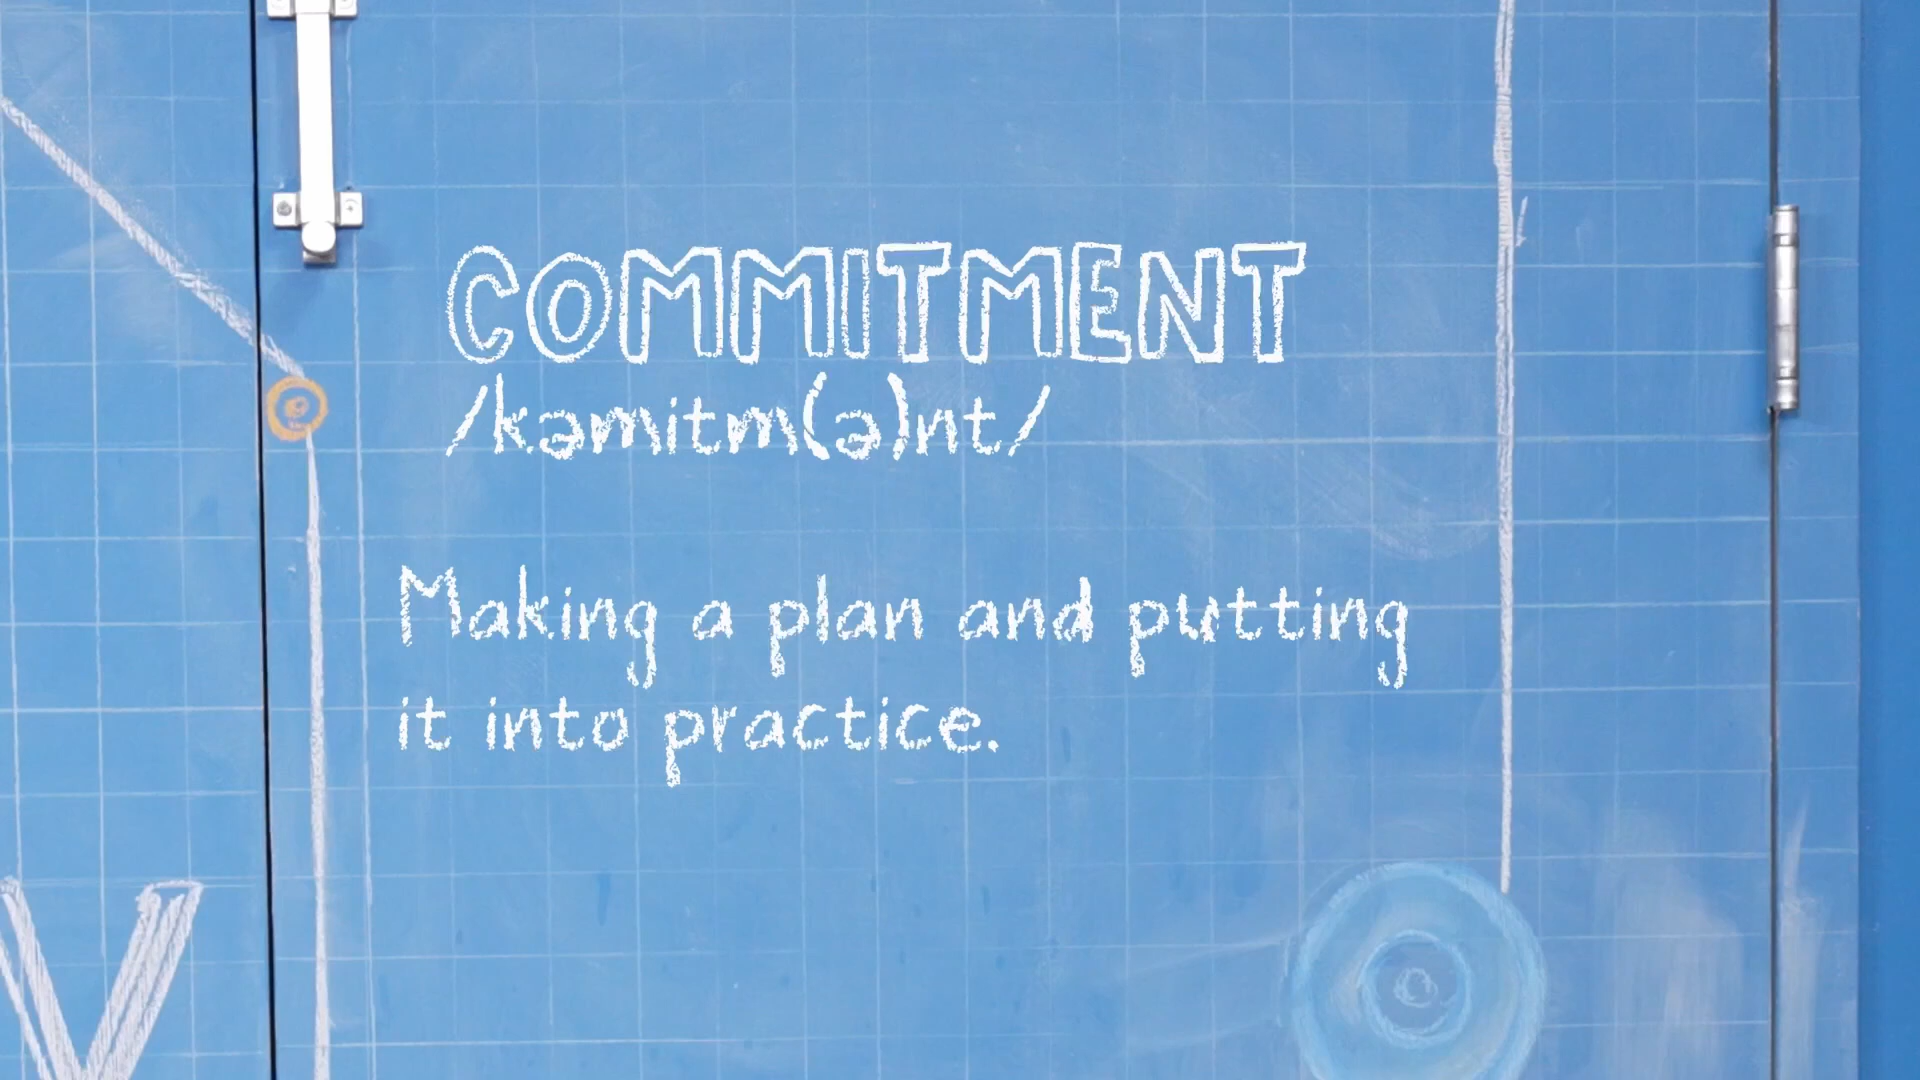 COMMITMENT
/kəmitm(ə)nt/
Making a plan and putting
it into practice.